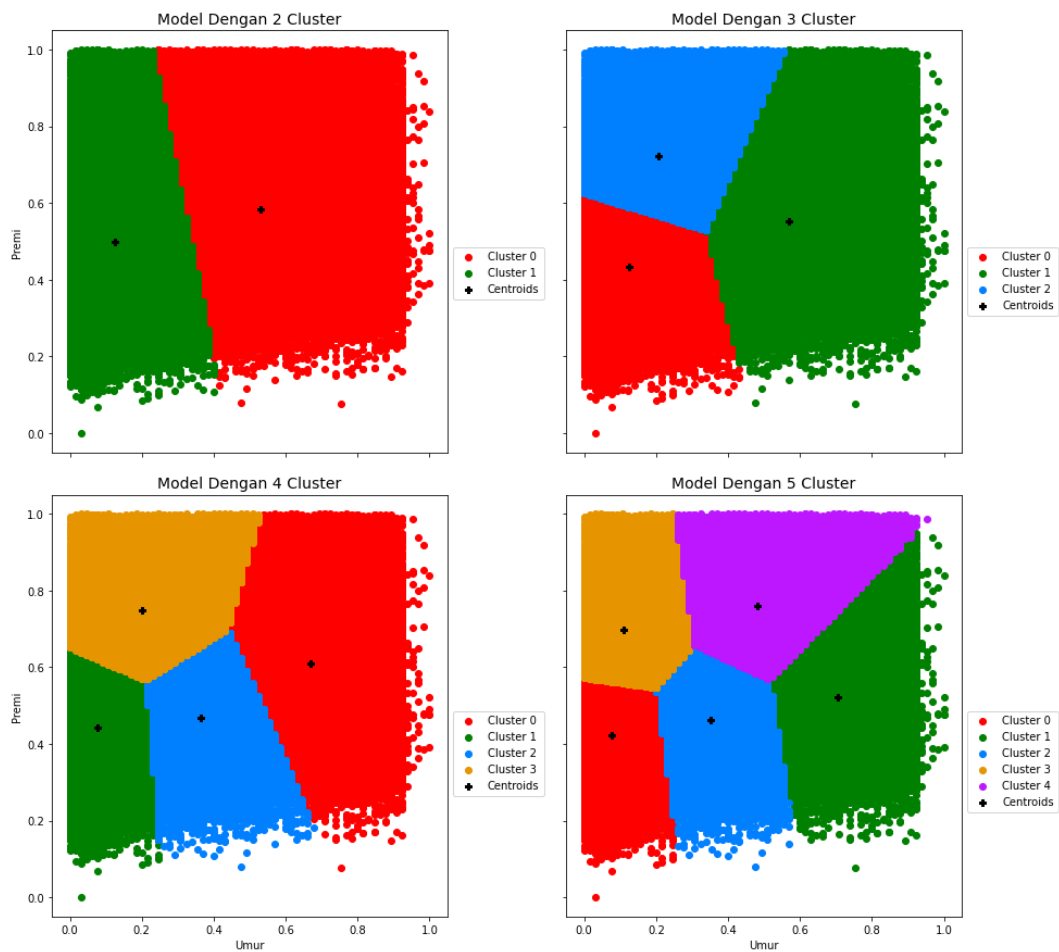 Model Dengan 2 Cluster
1.0
0.8
0.6
0.4
0.2
0.0
Premi
Cluster 0
Cluster 1
Centroids
Model Dengan 3 Cluster
Cluster 0
Cluster 1
Cluster 2
Centroids
Model Dengan 4 Cluster
1.0
0.8
0.6
0.4
0.2
0.0
Premi
0.0 0.2 0.4 0.6 0.8 1.0
Umur
Cluster 0
Cluster 1
Cluster 2
Cluster 3
Centroids
Model Dengan 5 Cluster
0.0 0.2 0.4 0.6 0.8 1.0
Umur
Cluster 0
Cluster 1
Cluster 2
Cluster 3
Cluster 4
Centroids